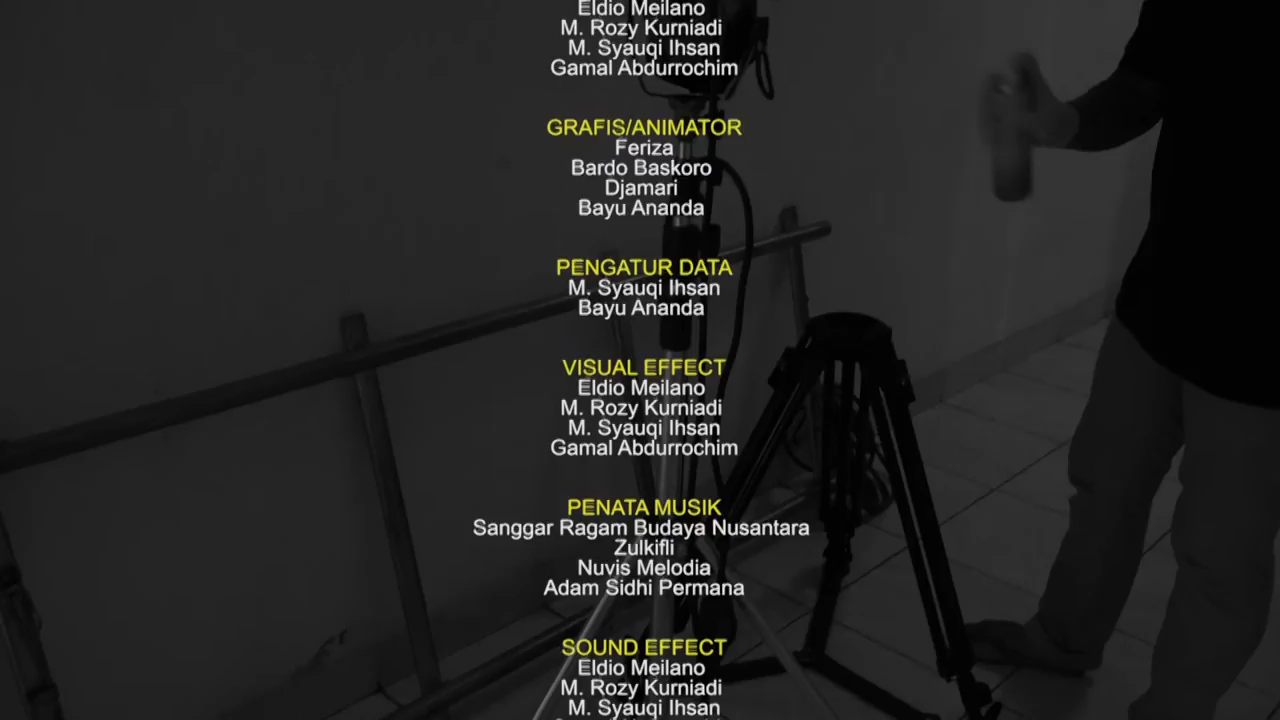 Eldio Meilano
M. Rozy Kurniadi
M. Syauqi Ihsan
Gamal Abdurrochim
GRAFIS/ANIMATOR
Feriza
Bardo Baskoro
Djamari
Bayu Ananda
PENGATUR DATA
M. Syauqi Ihsan
Bayu Ananda
VISUAL EFFECT
Eldio Meilano
M. Rozy Kurniadi
M. Syauqi Ihsan
Gamal Abdurrochim
PENATA MUSIK
Sanggar Ragam Budaya Nusantara
Zulkifli
Nuvis Melodia
Adam Sidhi Permana
SOUND EFFECT
Eldio Meilano
M. Rozy Kurniadi
M. Syauqi Ihsan